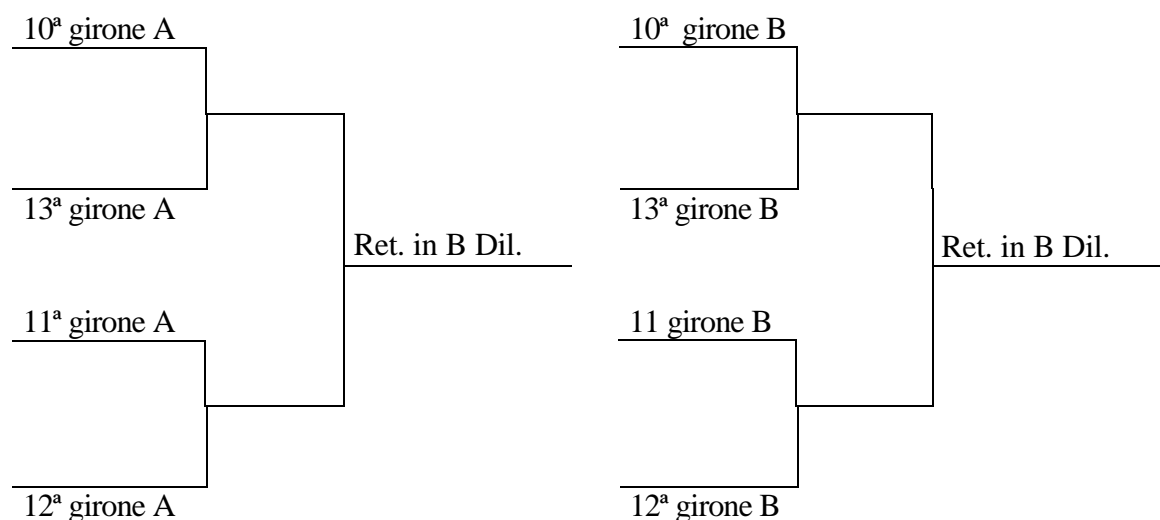 10ª girone A
13ª girone A
Ret. in B Dil.
11ª girone A
12ª girone A
10ª girone B
13ª girone B
Ret. in B Dil.
11 girone B
12ª girone B